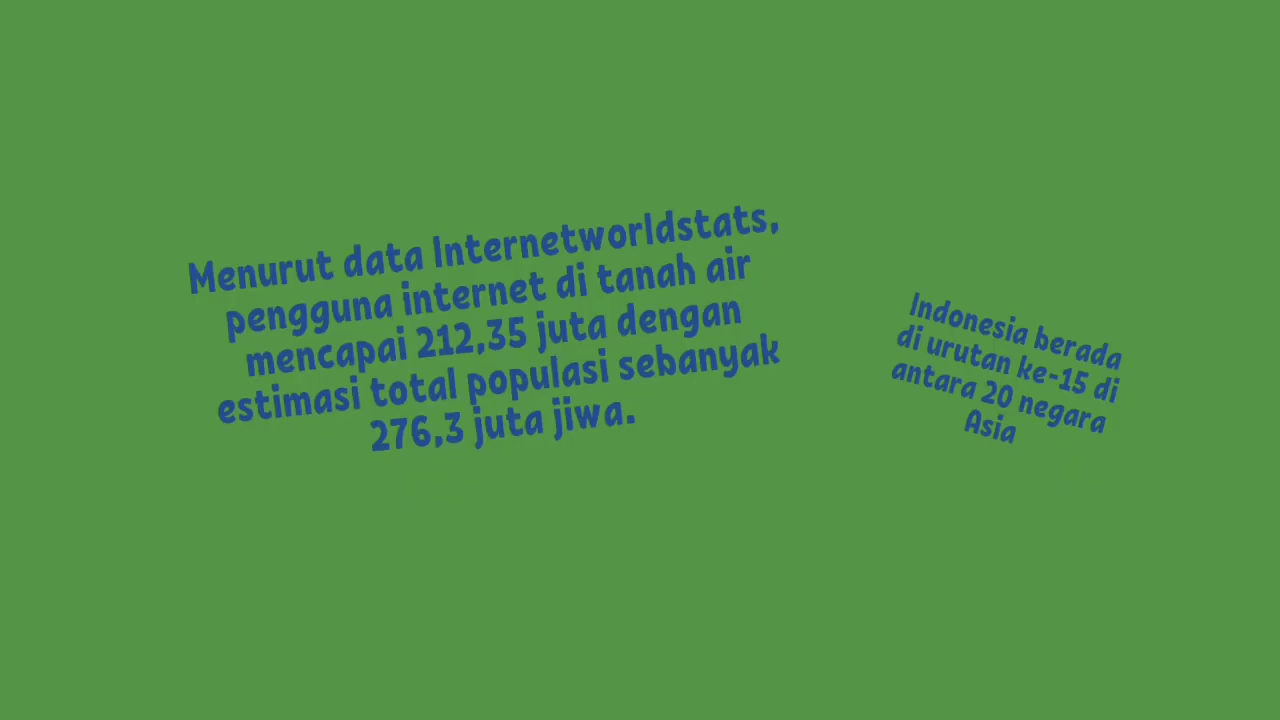 Menurut data Internetworldstats,
pengguna internet di tanah air
mencapai 212,35 juta dengan
estimasi total populasi sebanyak
276,3 juta jiwa.
Indonesia berada
di urutan ke-15 di
antara 20 negara
Asia